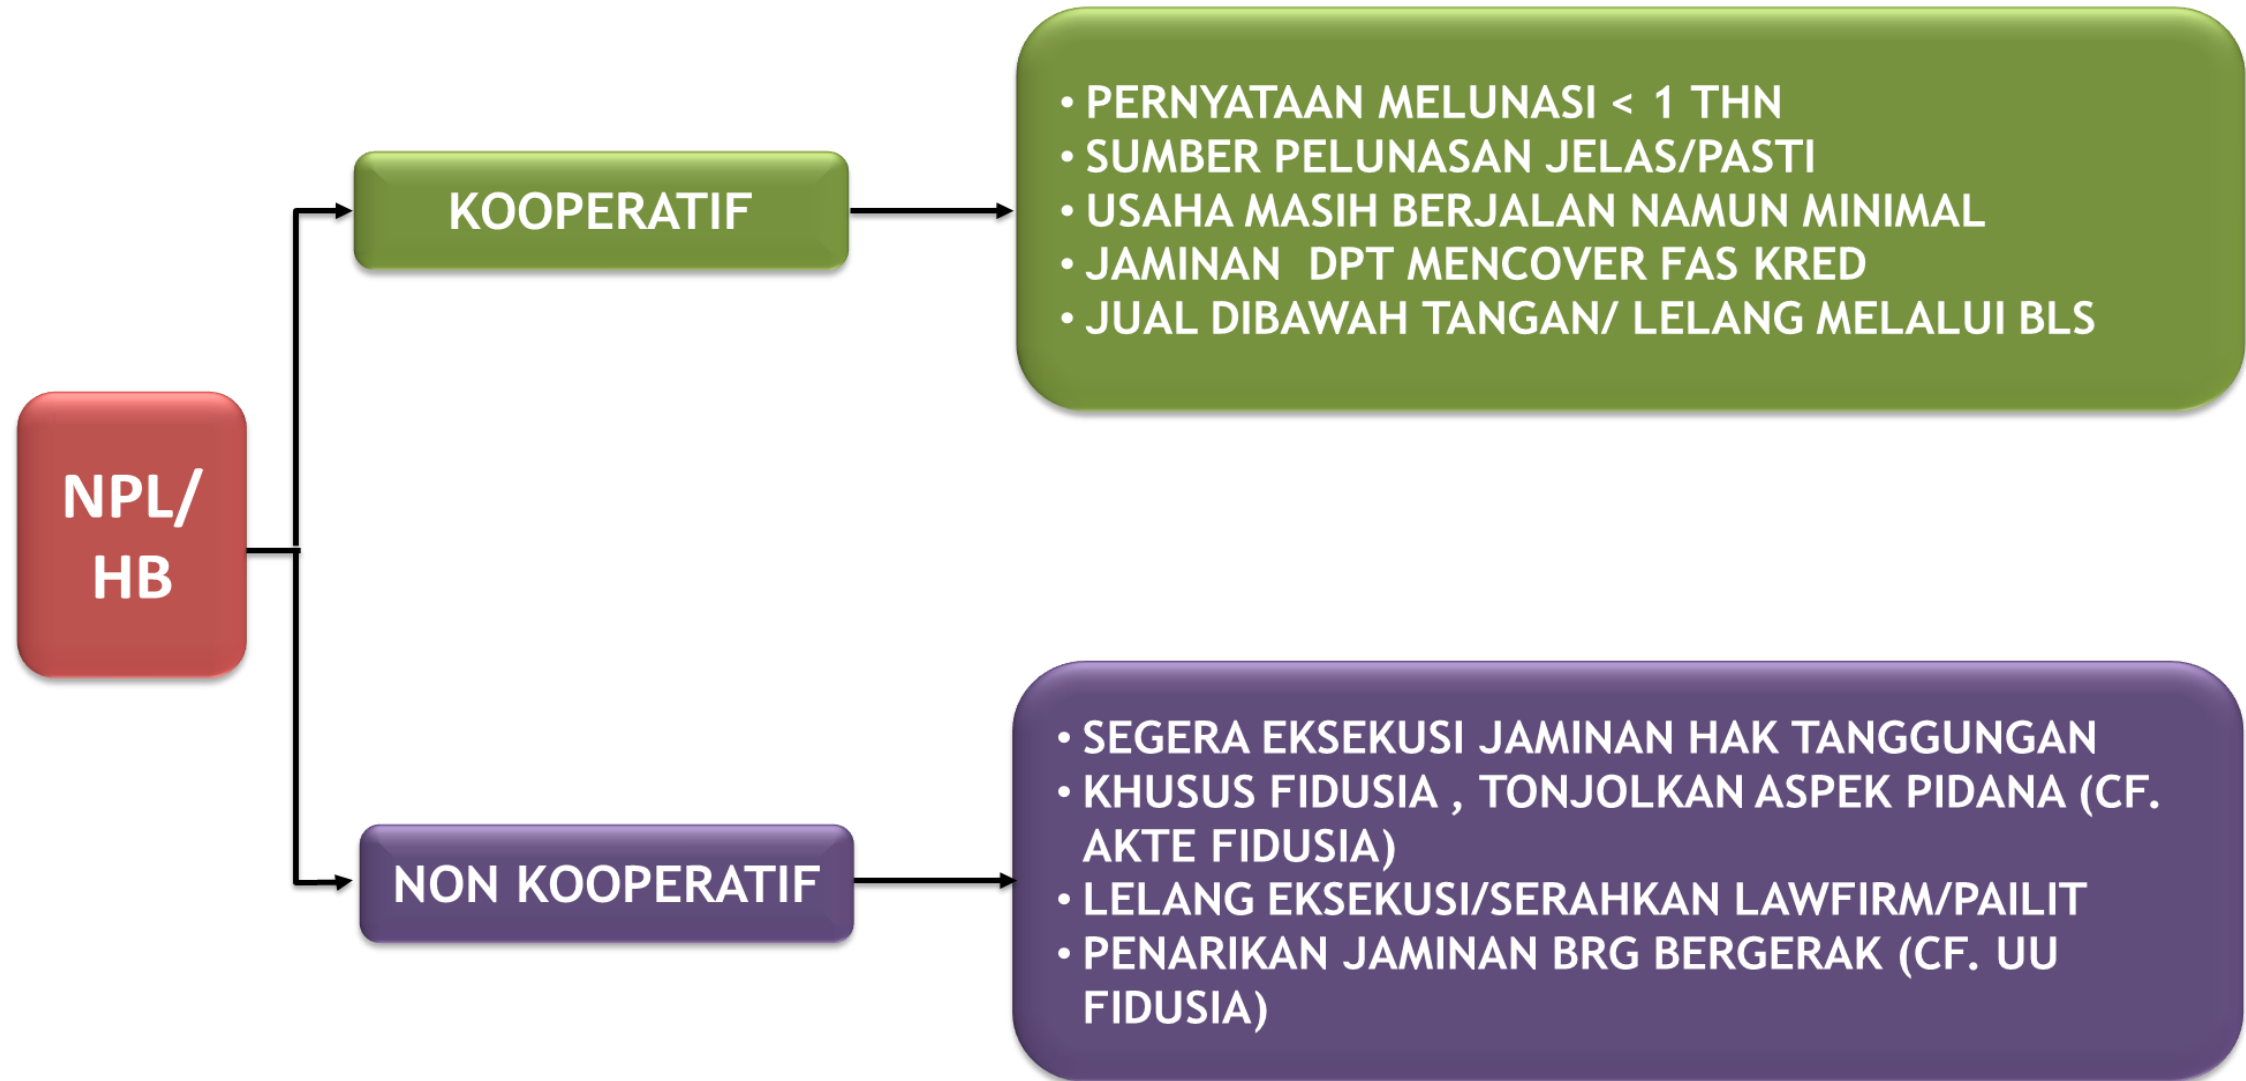 NPL/
HB
KOOPERATIF
• PERNYATAAN MELUNASI < 1 THN
• SUMBER PELUNASAN JELAS/PASTI
• USAHA MASIH BERJALAN NAMUN MINIMAL
• JAMINAN DPT MENCOVER FAS KRED
• JUAL DIBAWAH TANGAN/ LELANG MELALUI BLS
NON KOOPERATIF
• SEGERA EKSEKUSI JAMINAN HAK TANGGUNGAN
• KHUSUS FIDUSIA , TONJOLKAN ASPEK PIDANA (CF.
AKTE FIDUSIA)
• LELANG EKSEKUSI/SERAHKAN LAWFIRM/PAILIT
• PENARIKAN JAMINAN BRG BERGERAK (CF. UU
FIDUSIA)